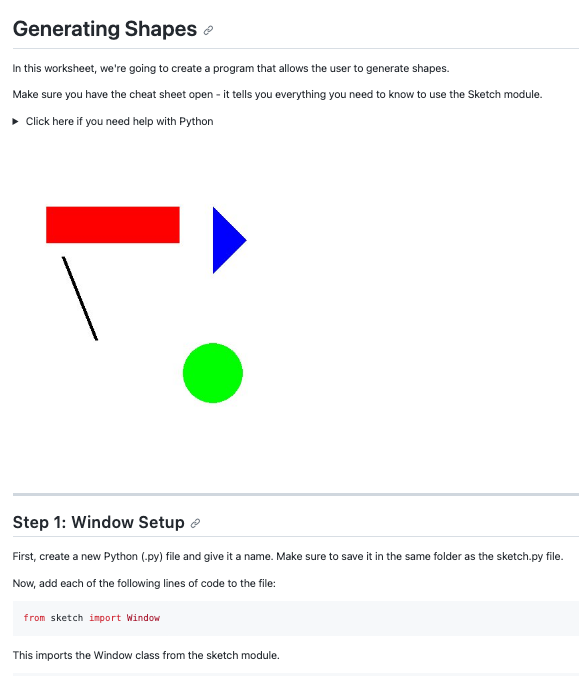 Generating Shapes
In this worksheet, we're going to create a program that allows the user to generate shapes.
Make sure you have the cheat sheet open - it tells you everything you need to know to use the Sketch module.
Click here if you need help with Python
Step 1: Window Setup
First, create a new Python (.py) file and give it a name. Make sure to save it in the same folder as the sketch.py file.
Now, add each of the following lines of code to the file:
from sketch import Window
This imports the Window class from the sketch module.